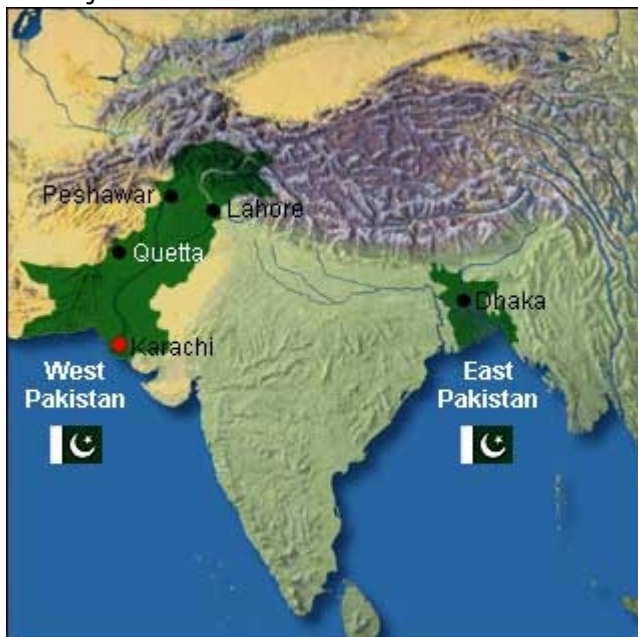 Peshawar
Lahore
Quetta
Dhaka
Karachi
West
Pakistan
East
Pakistan